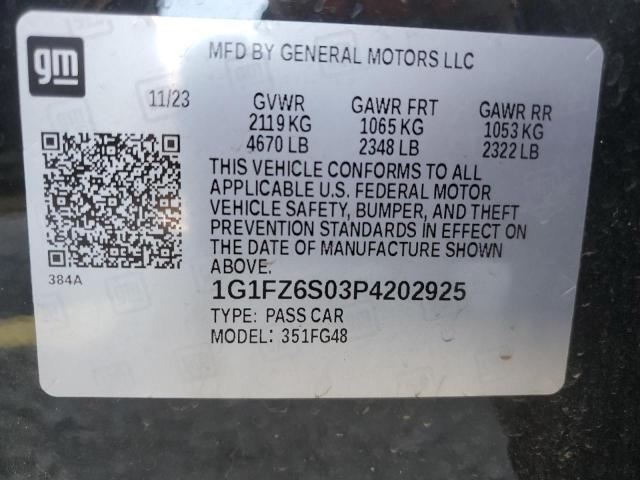 gm
MFD BY GENERAL MOTORS LLC
11/23 GVWR GAWR FRT GAWR RR
2119 KG 1065 KG 1053 KG
4670 LB 2348 LB 2322 LB
THIS VEHICLE CONFORMS TO ALL
APPLICABLE U.S. FEDERAL MOTOR
VEHICLE SAFETY, BUMPER, AND THEFT
PREVENTION STANDARDS IN EFFECT ON
THE DATE OF MANUFACTURE SHOWN
ABOVE.
384A
1G1FZ6S03P4202925
TYPE: PASS CAR
MODEL: 351FG48